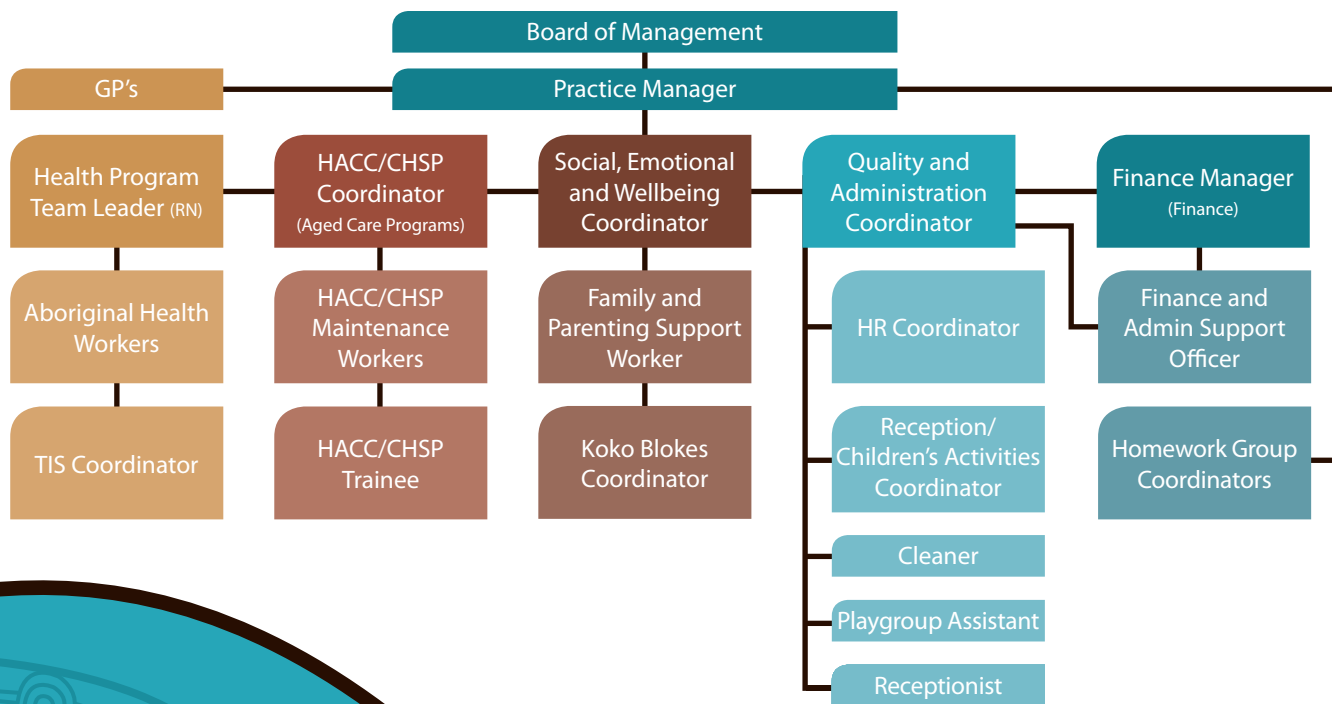 Board of Management
GP's
Practice Manager
Health Program
Team Leader (RN)
HACC/CHSP
Coordinator
(Aged Care Programs)
Social, Emotional
and Wellbeing
Coordinator
Quality and
Administration
Coordinator
Finance Manager
(Finance)
Aboriginal Health
Workers
HACC/CHSP
Maintenance
Workers
Family and
Parenting Support
Worker
HR Coordinator
Finance and
Admin Support
Officer
TIS Coordinator
HACC/CHSP
Trainee
Koko Blokes
Coordinator
Reception/
Children's Activities
Coordinator
Homework Group
Coordinators
Cleaner
Playgroup Assistant
Receptionist